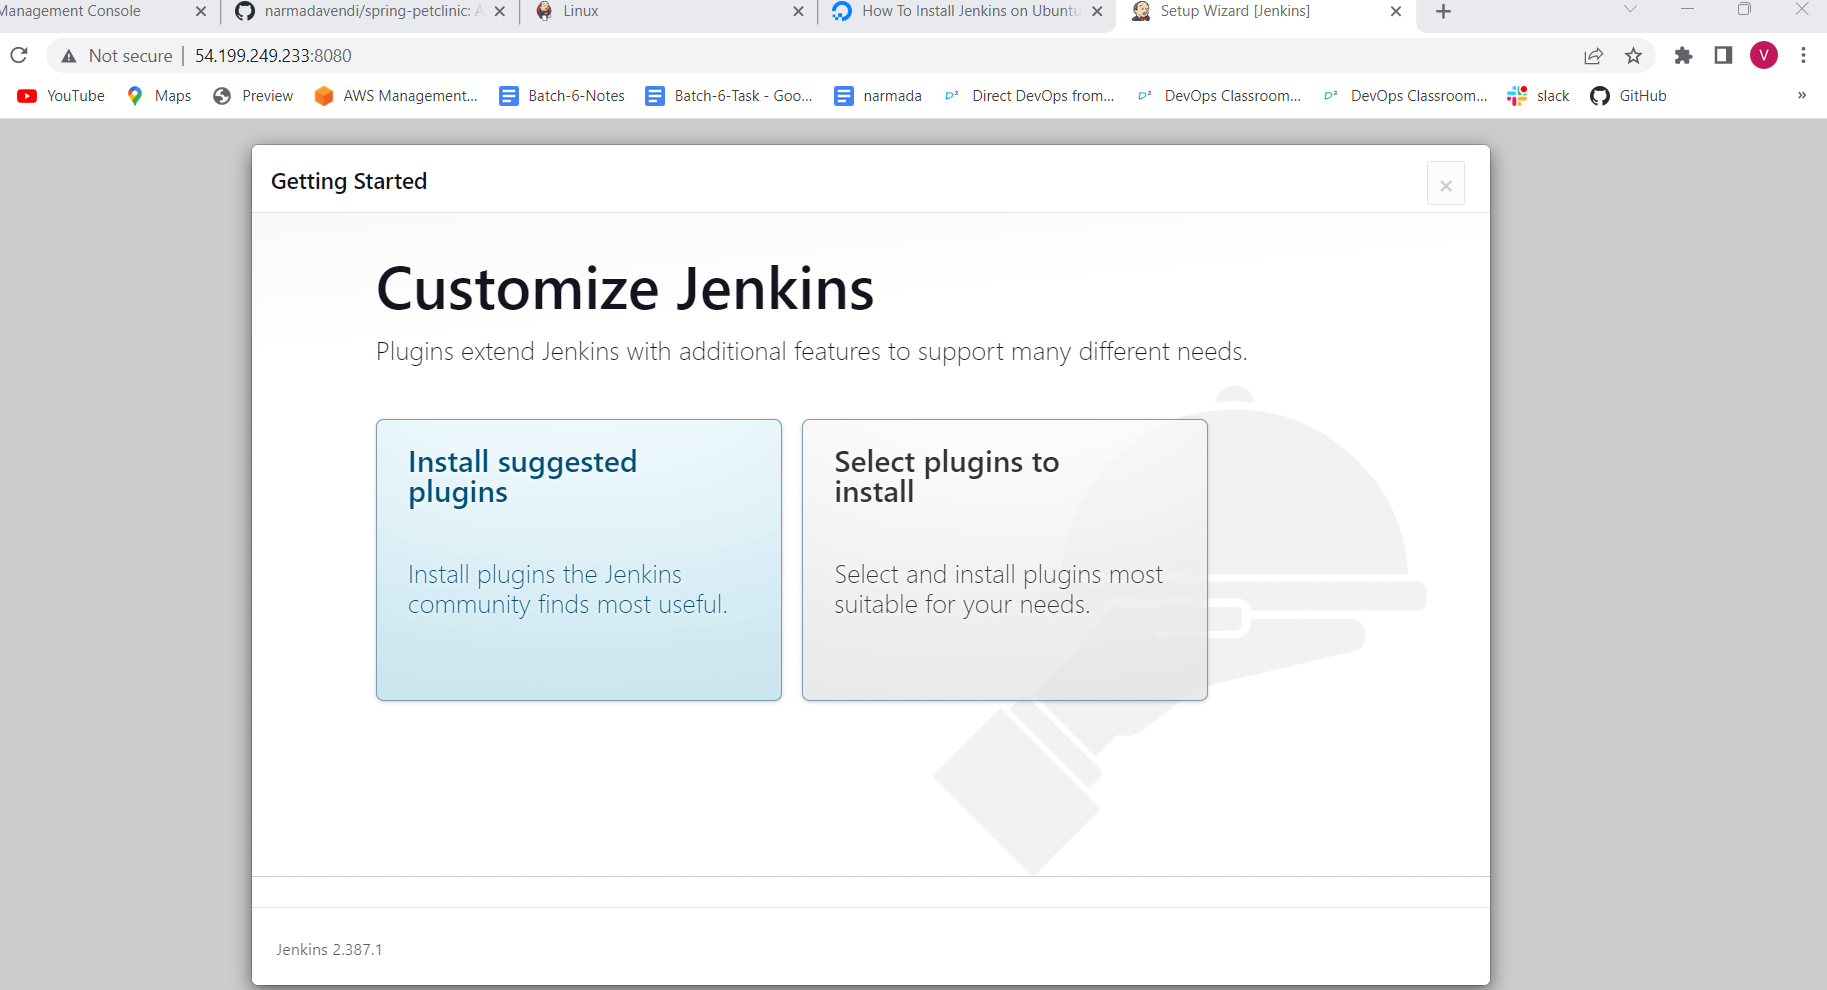 Management Console
narmadavendi/spring-petclinic: A
Linux
How To Install Jenkins on Ubuntu
Setup Wizard [Jenkins]
Not secure
54.199.249.233:8080
V
YouTube
Maps
Preview
AWS Management...
Batch-6-Notes
Batch-6-Task - Goo...
narmada
D² Direct DevOps from...
D² DevOps Classroom...
D² DevOps Classroom...
slack
GitHub
»
Getting Started
×
Customize Jenkins
Plugins extend Jenkins with additional features to support many different needs.
Install suggested
plugins
Install plugins the Jenkins
community finds most useful.
Select plugins to
install
Select and install plugins most
suitable for your needs.
Jenkins 2.387.1